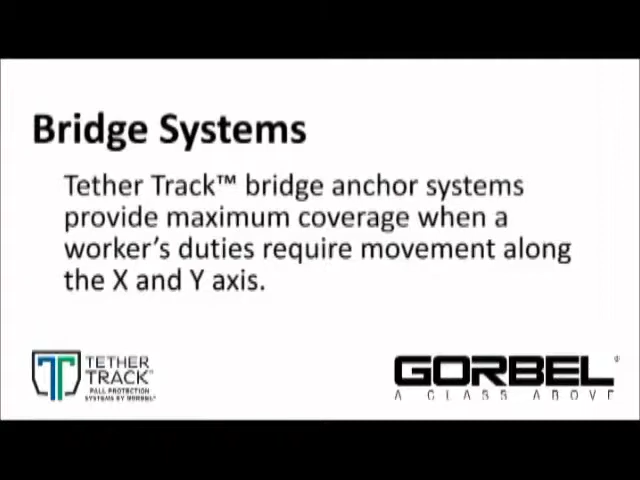 Bridge Systems
Tether Track™ bridge anchor systems
provide maximum coverage when a
worker's duties require movement along
the X and Y axis.
TETHER
TRACK™
FALL PROTECTION
SYSTEMS BY GORBEL®
GORBEL®
A CLASS ABOVE